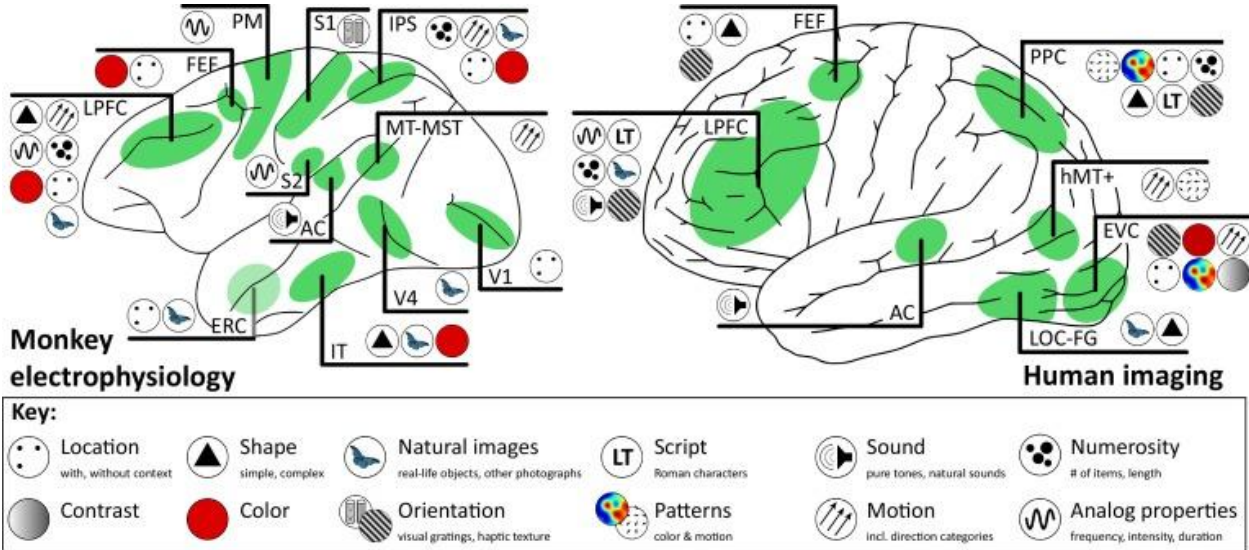 PM
S1
IPS
FEF
LPFC
MT-MST
S2
AC
V1
V4
ERC
IT
Monkey
electrophysiology
FEF
PPC
LPFC
hMT+
EVC
AC
LOC-FG
LT
LT
Human imaging
Key:
Location
with, without context
Shape
simple, complex
Natural images
real-life objects, other photographs
LT
Script
Roman characters
Sound
pure tones, natural sounds
Numerosity
# of items, length
Contrast
Color
Orientation
visual gratings, haptic texture
Patterns
color & motion
Motion
incl. direction categories
Analog properties
frequency, intensity, duration